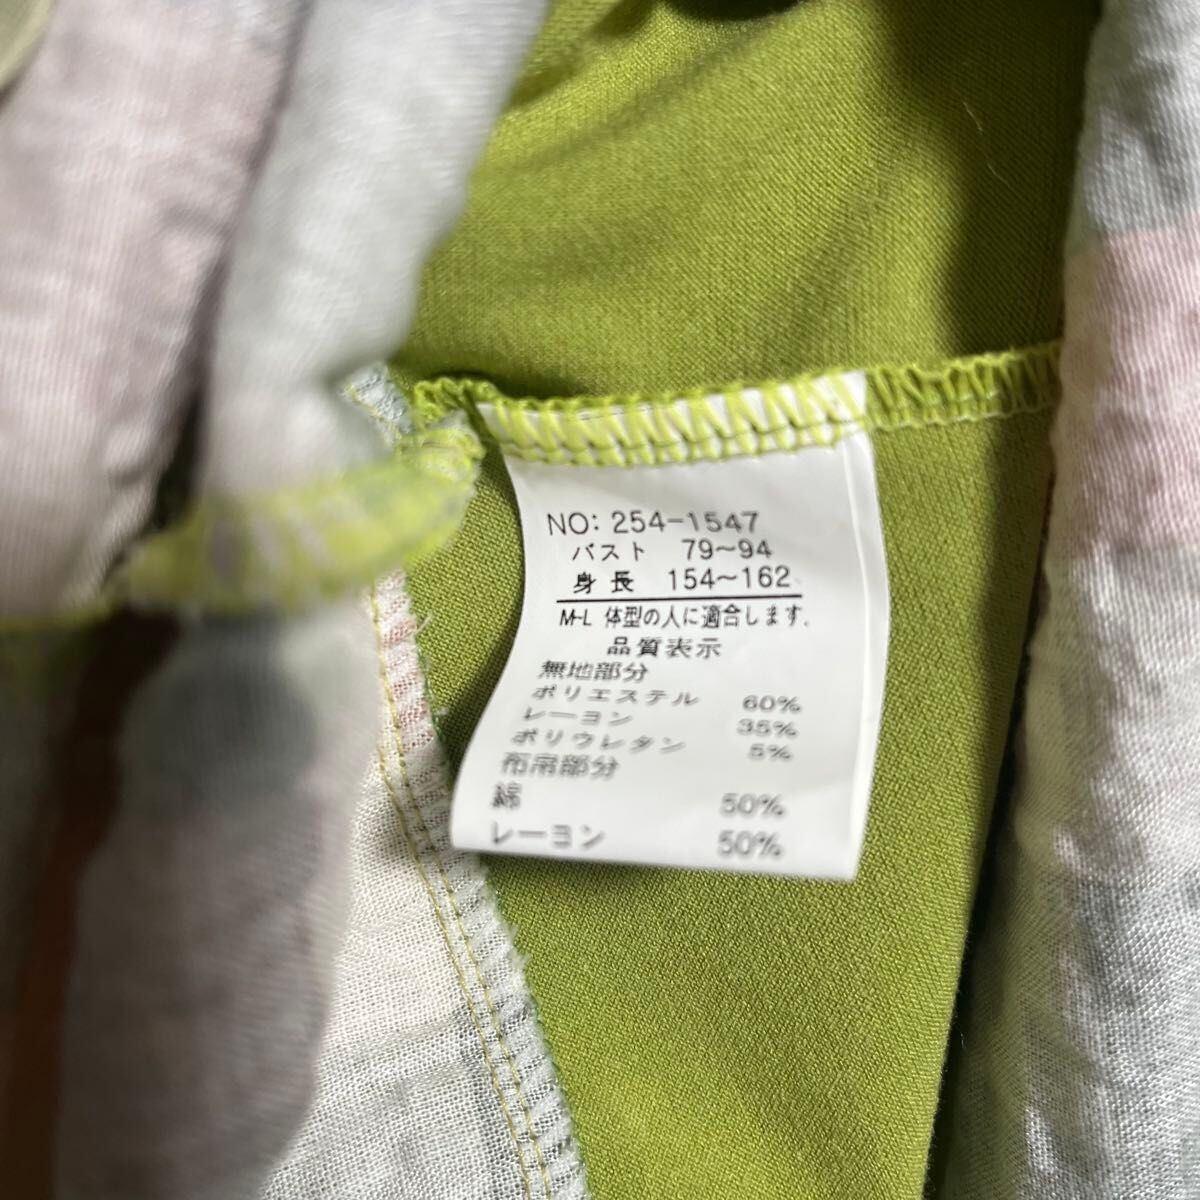 NO: 254-1547
バスト 79~94
身長 154~162
M-L 体型の人に適合します.
品質表示
無地部分
ポリエステル 60%
レーヨン 35%
ポリウレタン 5%
布帛部分
綿 50%
レーヨン 50%